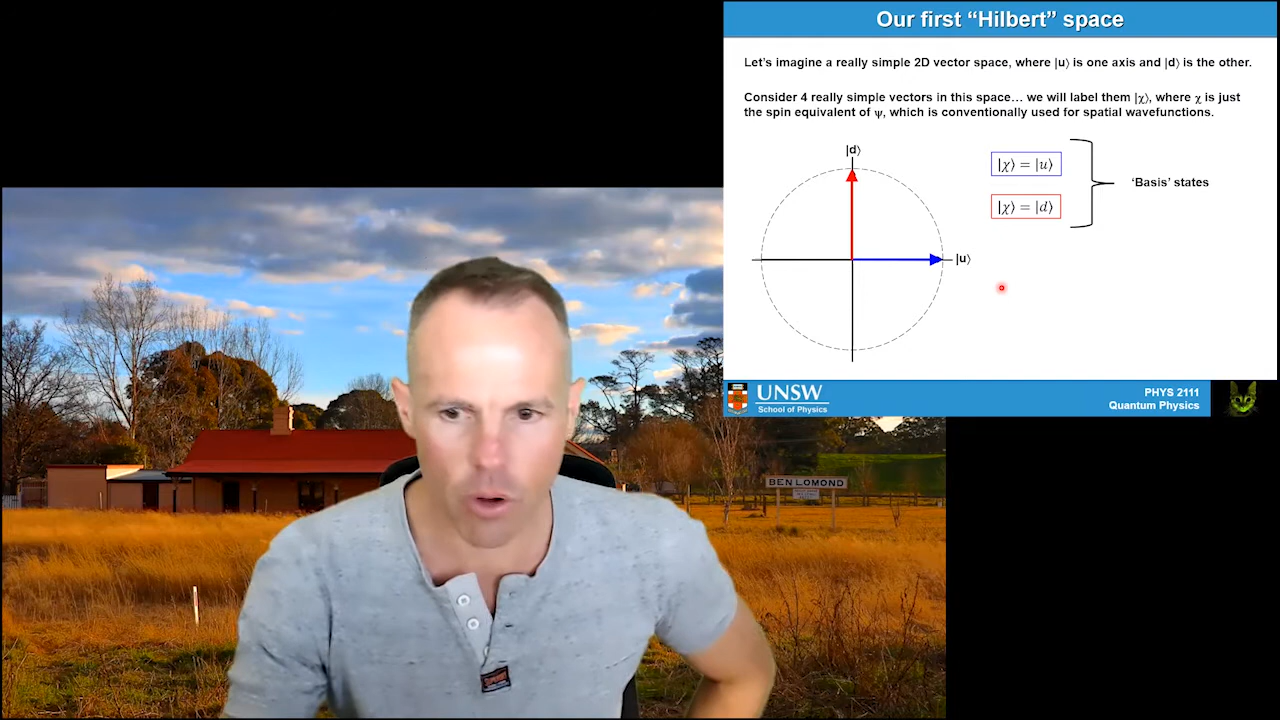 Our first “Hilbert” space
Let’s imagine a really simple 2D vector space, where |u⟩ is one axis and |d⟩ is the other.
Consider 4 really simple vectors in this space… we will label them |χ⟩, where χ is just
the spin equivalent of ψ, which is conventionally used for spatial wavefunctions.
|d⟩
|χ⟩ = |u⟩
‘Basis’ states
|χ⟩ = |d⟩
|u⟩
UNSW
School of Physics
PHYS 2111
Quantum Physics
BEN LOMOND